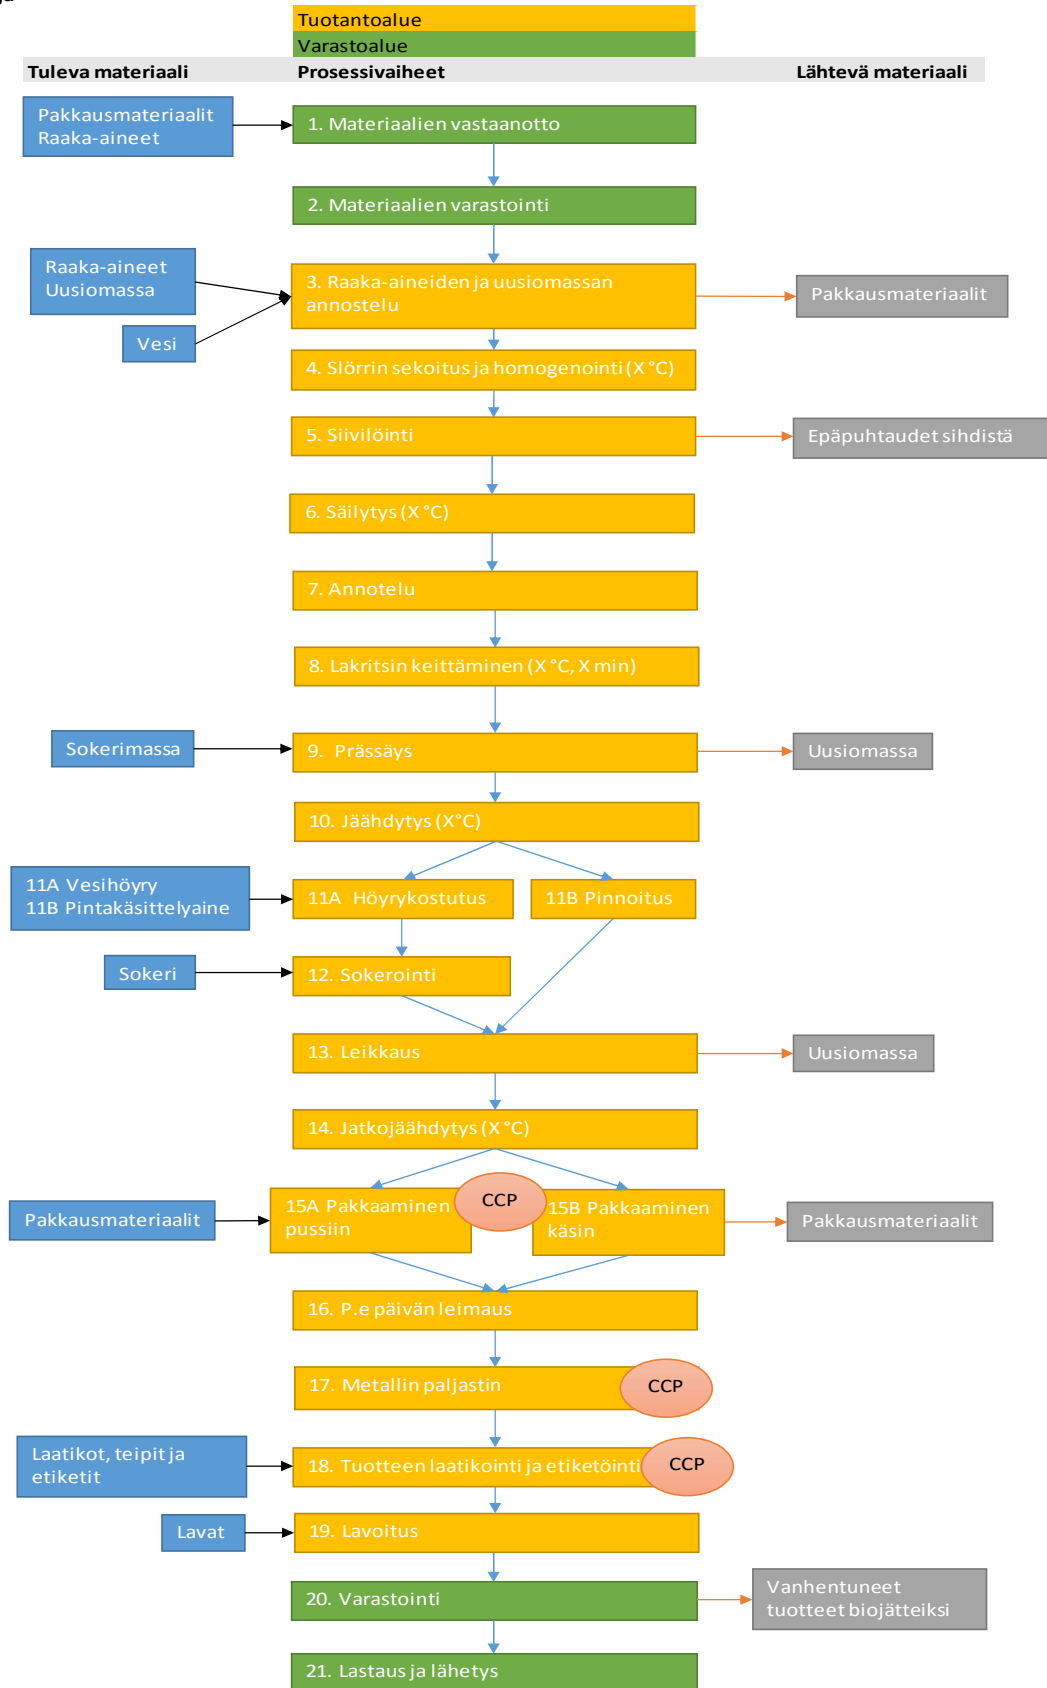 Tuotantoalue
Varastoalue
Tuleva materiaali
Prosessivaiheet
Lähtevä materiaali
Pakkausmateriaalit
Raaka-aineet
1. Materiaalien vastaanotto
2. Materiaalien varastointi
Raaka-aineet
Uusiomassa
Vesi
3. Raaka-aineiden ja uusiomassan
annostelu
Pakkausmateriaalit
4. Slörrin sekoitus ja homogenointi (X °C)
5. Siivilöinti
Epäpuhtaudet sihdistä
6. Säilytys (X °C)
7. Annotelu
8. Lakritsin keittäminen (X °C, X min)
Sokerimassa
9. Prässäys
Uusiomassa
10. Jäähdytys (X°C)
11A Vesihöyry
11B Pintakäsittelyaine
11A Höyrykostutus
11B Pinnoitus
Sokeri
12. Sokerointi
13. Leikkaus
Uusiomassa
14. Jatkojäähdytys (X °C)
Pakkausmateriaalit
15A Pakkaaminen
pussiin
CCP
15B Pakkaaminen
käsin
Pakkausmateriaalit
16. P.e päivän leimaus
17. Metallin paljastin
CCP
Laatikot, teipit ja
etiketit
18. Tuotteen laatikointi ja etiketöinti
CCP
Lavat
19. Lavoitus
20. Varastointi
Vanhentuneet
tuotteet biojätteiksi
21. Lastaus ja lähetys